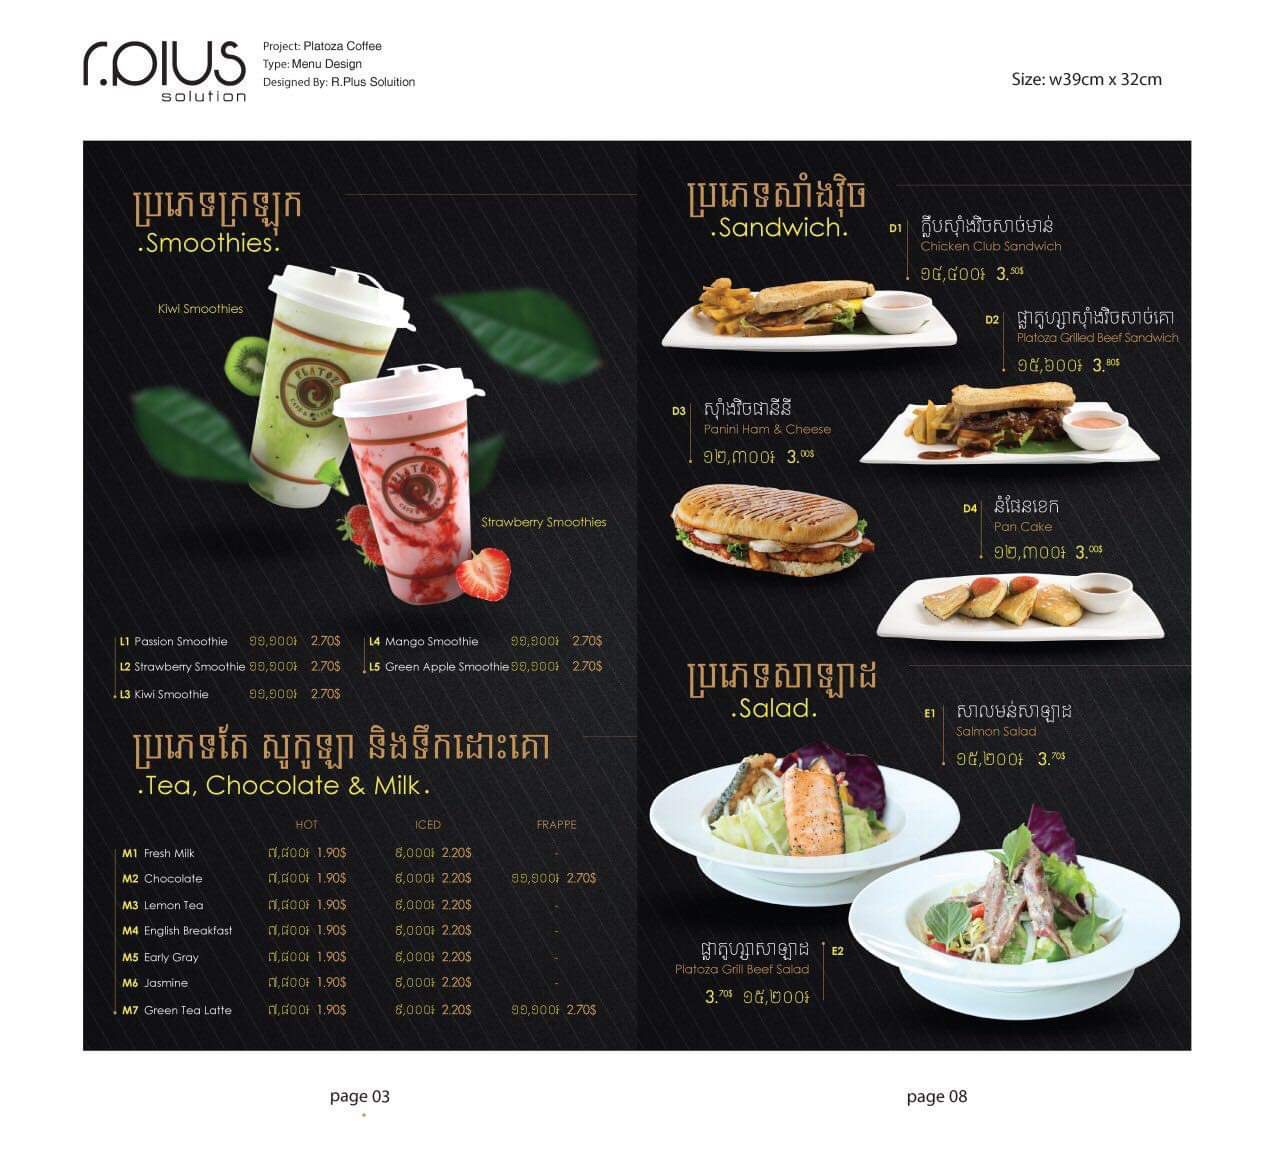 r.plus
solution
Project: Platoza Coffee
Type: Menu Design
Designed By: R.Plus Soluition
Size: w39cm x 32cm
ប្រភេទក្រឡុក
.Smoothies.
Kiwi Smoothies
PLATOZA
PLATOZA
Strawberry Smoothies
L1 Passion Smoothie ១១,១០០៛ 2.70$
L2 Strawberry Smoothie ១១,១០០៛ 2.70$
L3 Kiwi Smoothie ១១,១០០៛ 2.70$
L4 Mango Smoothie ១១,១០០៛ 2.70$
L5 Green Apple Smoothie ១១,១០០៛ 2.70$
ប្រភេទតែ សូកូឡា និងទឹកដោះគោ
.Tea, Chocolate & Milk.
HOT ICED FRAPPE
M1 Fresh Milk ៧,៨០០៛ 1.90$ ៩,០០០៛ 2.20$ -
M2 Chocolate ៧,៨០០៛ 1.90$ ៩,០០០៛ 2.20$ ១១,១០០៛ 2.70$
M3 Lemon Tea ៧,៨០០៛ 1.90$ ៩,០០០៛ 2.20$ -
M4 English Breakfast ៧,៨០០៛ 1.90$ ៩,០០០៛ 2.20$ -
M5 Early Gray ៧,៨០០៛ 1.90$ ៩,០០០៛ 2.20$ -
M6 Jasmine ៧,៨០០៛ 1.90$ ៩,០០០៛ 2.20$ -
M7 Green Tea Latte ៧,៨០០៛ 1.90$ ៩,០០០៛ 2.20$ ១១,១០០៛ 2.70$
ប្រភេទសាំងវ៉ិច
.Sandwich.
D1 ក្លឹបសុាំងវិចសាច់មាន់
Chicken Club Sandwich
១៤,៤០០៛ 3.50$
D2 ផ្លាតូហ្សាសុាំងវិចសាច់គោ
Platoza Grilled Beef Sandwich
១៥,៦០០៛ 3.80$
D3 សុាំងវិចផានីនី
Panini Ham & Cheese
១២,៣០០៛ 3.00$
D4 នំផែនខេក
Pan Cake
១២,៣០០៛ 3.00$
ប្រភេទសាឡាដ
.Salad.
E1 សាលមន់សាឡាដ
Salmon Salad
១៥,២០០៛ 3.70$
ផ្លាតូហ្សាសាឡាដ E2
Platoza Grill Beef Salad
3.70$ ១៥,២០០៛
page 03
page 08